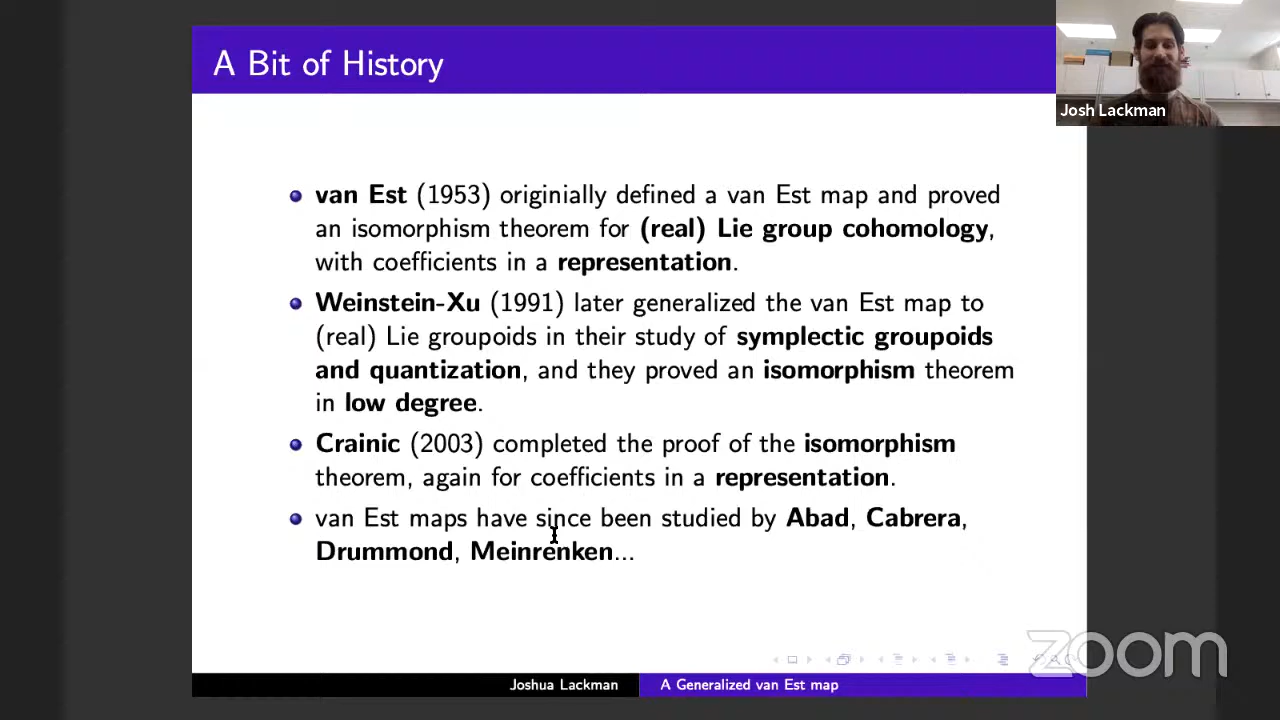 A Bit of History
Josh Lackman
van Est (1953) originially defined a van Est map and proved
an isomorphism theorem for (real) Lie group cohomology,
with coefficients in a representation.
Weinstein-Xu (1991) later generalized the van Est map to
(real) Lie groupoids in their study of symplectic groupoids
and quantization, and they proved an isomorphism theorem
in low degree.
Crainic (2003) completed the proof of the isomorphism
theorem, again for coefficients in a representation.
van Est maps have since been studied by Abad, Cabrera,
Drummond, Meinrenken...
zoom
Joshua Lackman
A Generalized van Est map